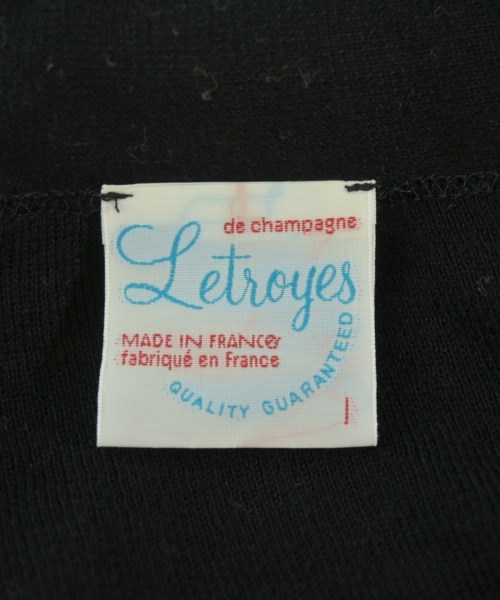 de champagne
Letroyes
MADE IN FRANCE
fabriqué en France
QUALITY GUARANTEED